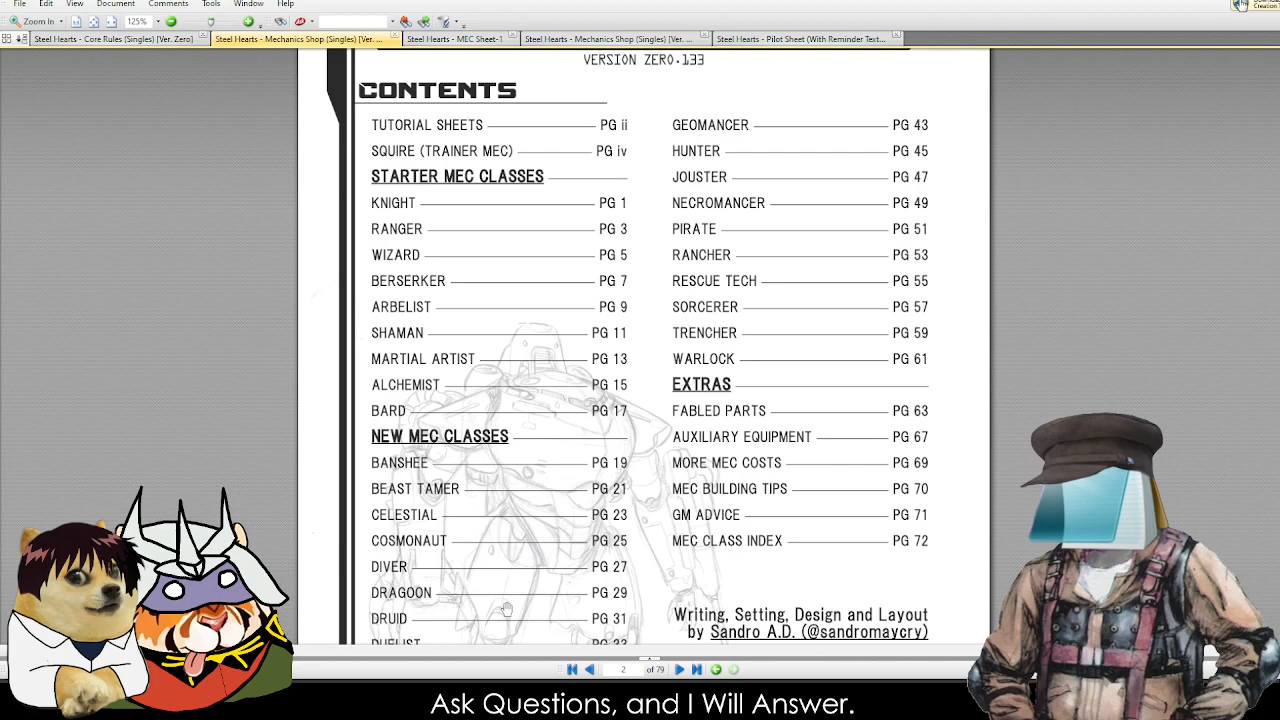 File Edit View Document Comments Tools Window Help
Zoom In 125%
Steel Hearts - Core Rules (Singles) [Ver. Zero]
Steel Hearts - Mechanics Shop (Singles) [Ver. ...
Steel Hearts - MEC Sheet-1
Steel Hearts - Mechanics Shop (Singles) [Ver. ...
Steel Hearts - Pilot Sheet (With Reminder Text...
VERSION ZERO.133
CONTENTS
TUTORIAL SHEETS PG ii
SQUIRE (TRAINER MEC) PG iv
STARTER MEC CLASSES
KNIGHT PG 1
RANGER PG 3
WIZARD PG 5
BERSERKER PG 7
ARBELIST PG 9
SHAMAN PG 11
MARTIAL ARTIST PG 13
ALCHEMIST PG 15
BARD PG 17
NEW MEC CLASSES
BANSHEE PG 19
BEAST TAMER PG 21
CELESTIAL PG 23
COSMONAUT PG 25
DIVER PG 27
DRAGOON PG 29
DRUID PG 31
DUELIST PG 33
GEOMANCER PG 43
HUNTER PG 45
JOUSTER PG 47
NECROMANCER PG 49
PIRATE PG 51
RANCHER PG 53
RESCUE TECH PG 55
SORCERER PG 57
TRENCHER PG 59
WARLOCK PG 61
EXTRAS
FABLED PARTS PG 63
AUXILIARY EQUIPMENT PG 67
MORE MEC COSTS PG 69
MEC BUILDING TIPS PG 70
GM ADVICE PG 71
MEC CLASS INDEX PG 72
Writing, Setting, Design and Layout
by Sandro A.D. (@sandromaycry)
2 of 79
Ask Questions, and I Will Answer.